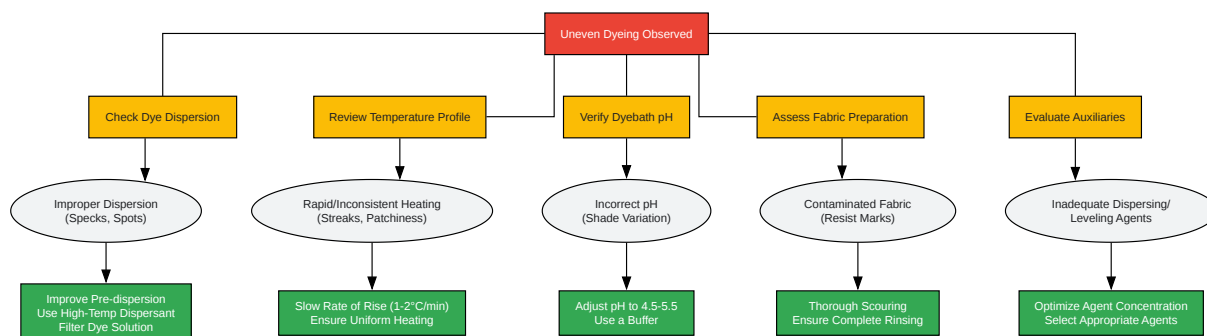 Uneven Dyeing Observed
Check Dye Dispersion
Review Temperature Profile
Verify Dyebath pH
Assess Fabric Preparation
Evaluate Auxiliaries
Improper Dispersion
(Specks, Spots)
Rapid/Inconsistent Heating
(Streaks, Patchiness)
Incorrect pH
(Shade Variation)
Contaminated Fabric
(Resist Marks)
Inadequate Dispersing/
Leveling Agents
Improve Pre-dispersion
Use High-Temp Dispersant
Filter Dye Solution
Slow Rate of Rise (1-2°C/min)
Ensure Uniform Heating
Adjust pH to 4.5-5.5
Use a Buffer
Thorough Scouring
Ensure Complete Rinsing
Optimize Agent Concentration
Select Appropriate Agents